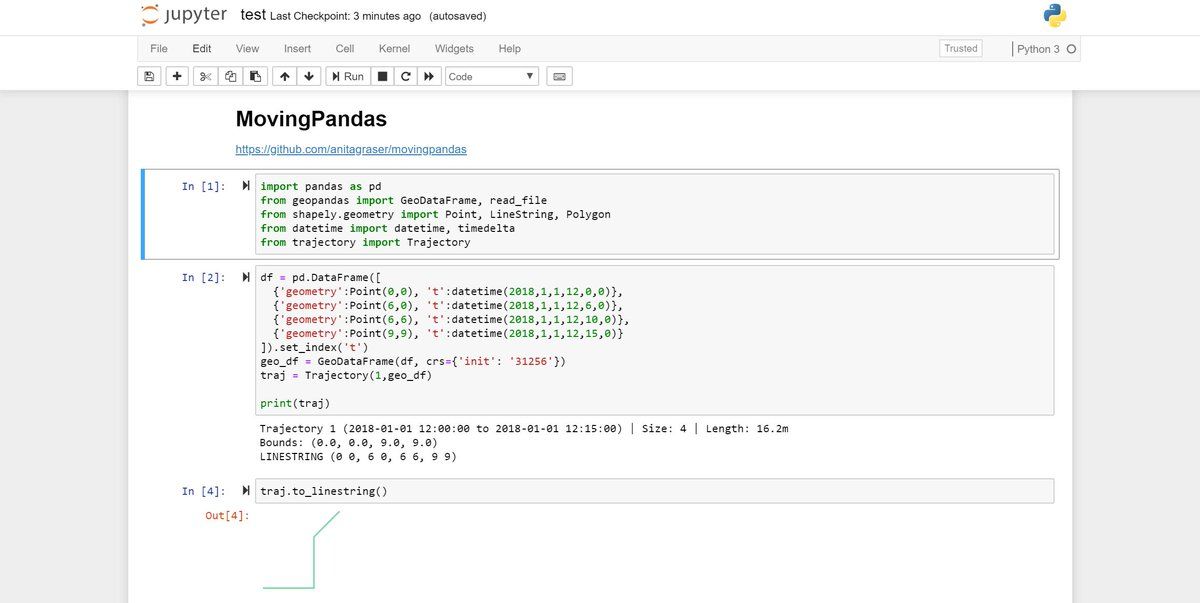 jupyter test Last Checkpoint: 3 minutes ago (autosaved)
File Edit View Insert Cell Kernel Widgets Help Trusted Python 3
Run Code
MovingPandas
https://github.com/anitagraser/movingpandas
In [1]:
import pandas as pd
from geopandas import GeoDataFrame, read_file
from shapely.geometry import Point, LineString, Polygon
from datetime import datetime, timedelta
from trajectory import Trajectory
In [2]:
df = pd.DataFrame([
  {'geometry':Point(0,0), 't':datetime(2018,1,1,12,0,0)},
  {'geometry':Point(6,0), 't':datetime(2018,1,1,12,6,0)},
  {'geometry':Point(6,6), 't':datetime(2018,1,1,12,10,0)},
  {'geometry':Point(9,9), 't':datetime(2018,1,1,12,15,0)}
]).set_index('t')
geo_df = GeoDataFrame(df, crs={'init': '31256'})
traj = Trajectory(1,geo_df)
print(traj)
Trajectory 1 (2018-01-01 12:00:00 to 2018-01-01 12:15:00) | Size: 4 | Length: 16.2m
Bounds: (0.0, 0.0, 9.0, 9.0)
LINESTRING (0 0, 6 0, 6 6, 9 9)
In [4]:
traj.to_linestring()
Out[4]: